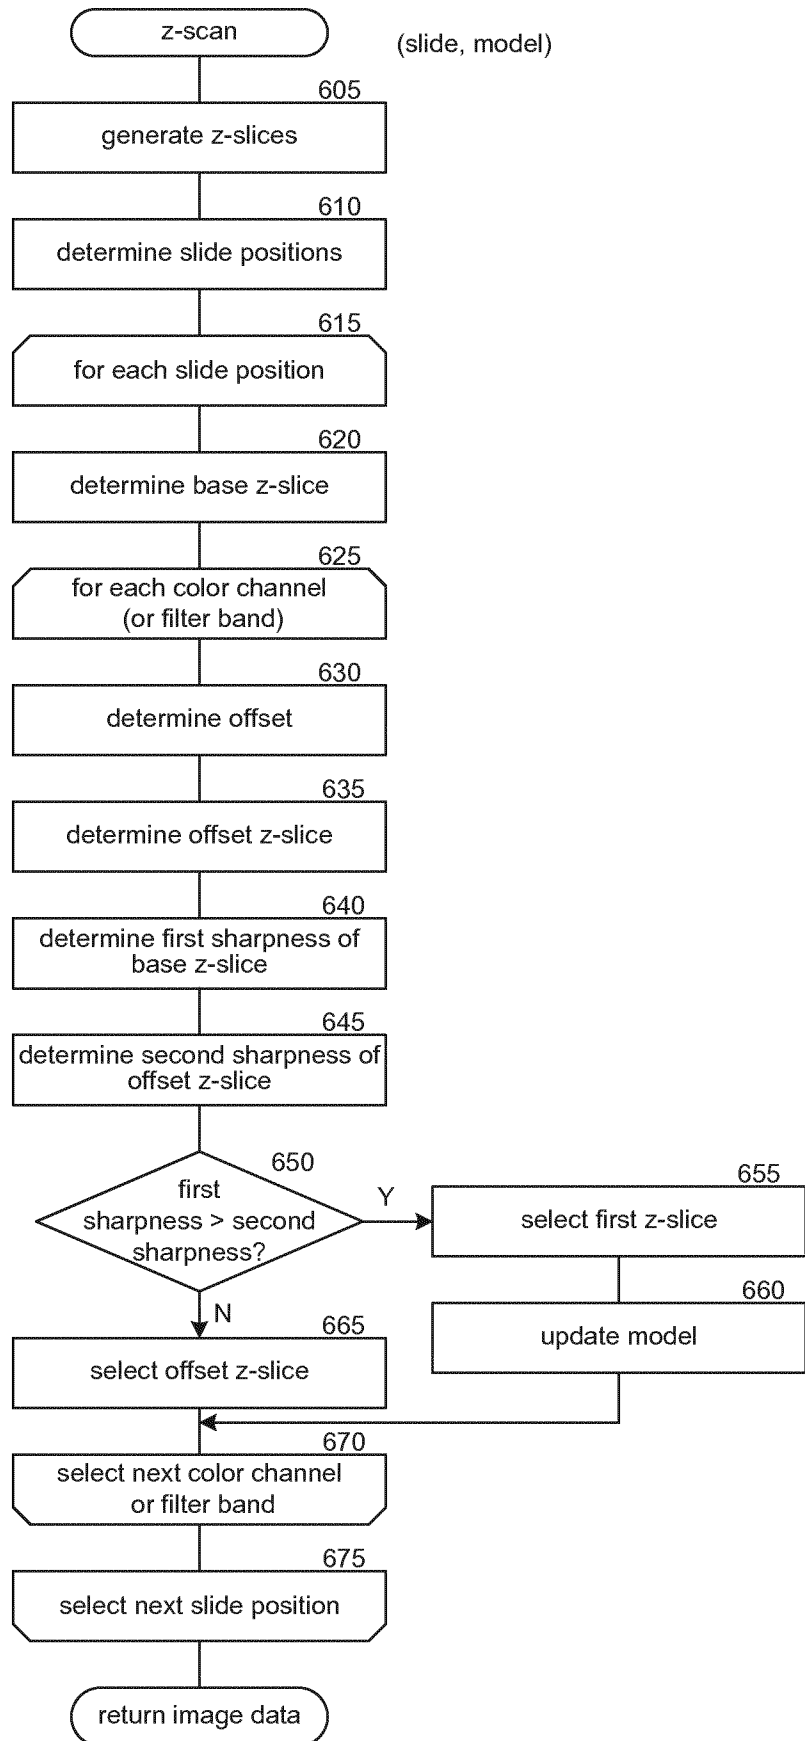 z-scan
(slide, model)
605
generate z-slices
610
determine slide positions
615
for each slide position
620
determine base z-slice
625
for each color channel
(or filter band)
630
determine offset
635
determine offset z-slice
640
determine first sharpness of
base z-slice
645
determine second sharpness of
offset z-slice
650
first
sharpness > second
sharpness?
Y
655
select first z-slice
660
update model
N
665
select offset z-slice
670
select next color channel
or filter band
675
select next slide position
return image data